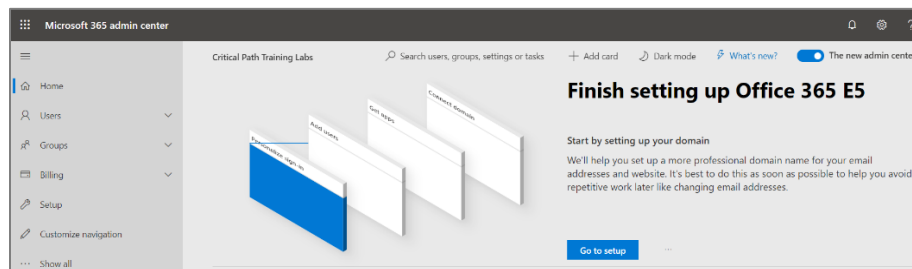 Microsoft 365 admin center
?
Critical Path Training Labs
Search users, groups, settings or tasks
+ Add card
Dark mode
What's new?
The new admin cente
Home
Users
Groups
Billing
Setup
Customize navigation
... Show all
Personalize sign-in
Add users
Get apps
Connect domain
Finish setting up Office 365 E5
Start by setting up your domain
We'll help you set up a more professional domain name for your email
addresses and website. It's best to do this as soon as possible to help you avoid
repetitive work later like changing email addresses.
Go to setup
...